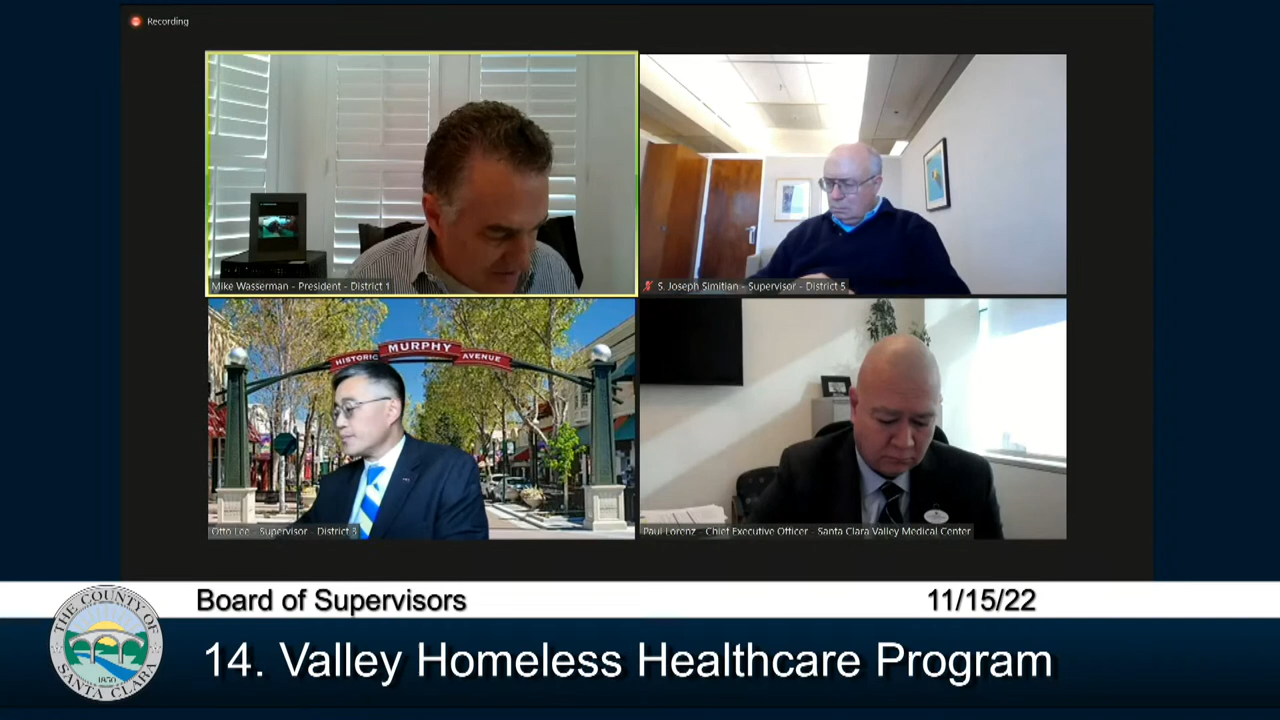 Recording
Mike Wasserman - President - District 1
S. Joseph Simitian - Supervisor - District 5
HISTORIC MURPHY AVENUE
Otto Lee - Supervisor - District 3
Paul Lorenz - Chief Executive Officer - Santa Clara Valley Medical Center
Board of Supervisors
11/15/22
THE COUNTY OF SANTA CLARA
1850
14. Valley Homeless Healthcare Program